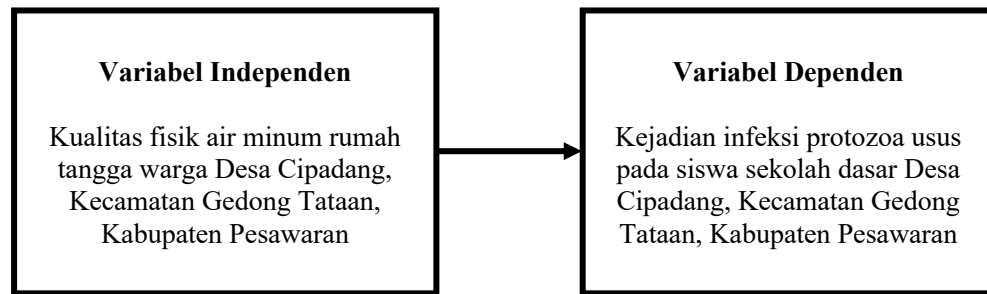 Variabel Independen
Kualitas fisik air minum rumah
tangga warga Desa Cipadang,
Kecamatan Gedong Tataan,
Kabupaten Pesawaran
Variabel Dependen
Kejadian infeksi protozoa usus
pada siswa sekolah dasar Desa
Cipadang, Kecamatan Gedong
Tataan, Kabupaten Pesawaran